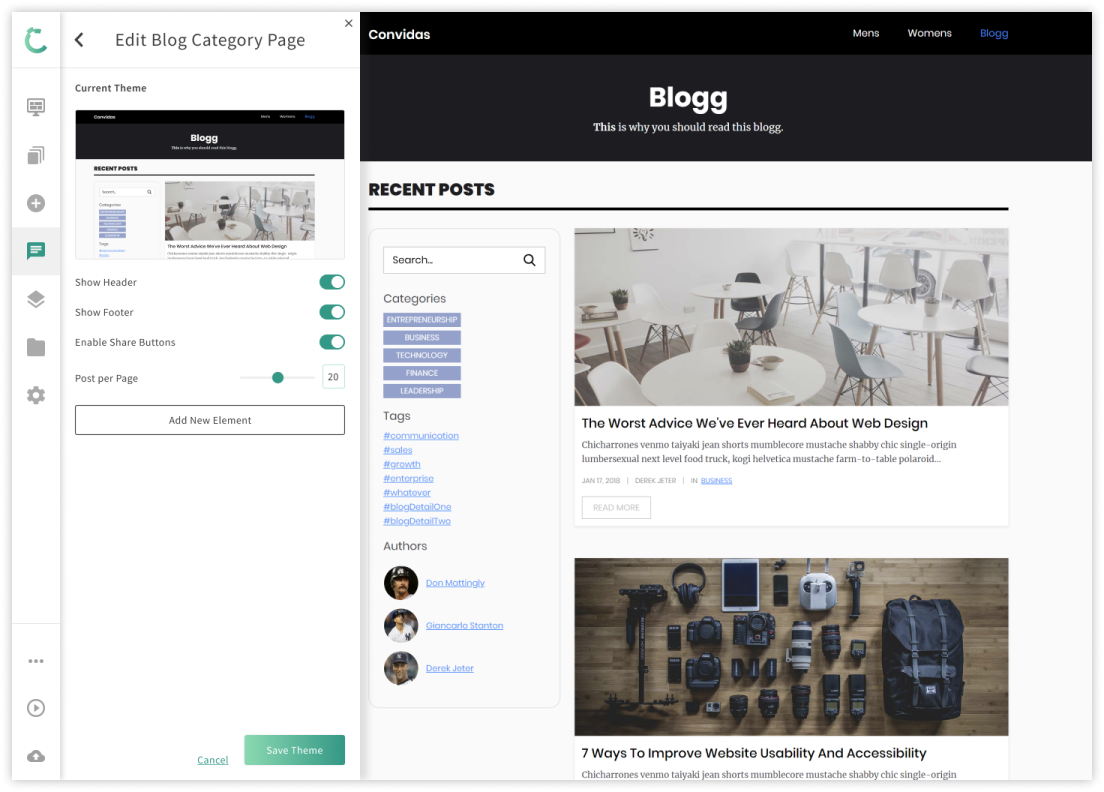 Edit Blog Category Page
Current Theme
Convidas
Mens Womens Blogg
Blogg
This is why you should read this blogg.
RECENT POSTS
Search...
Categories
ENTREPRENEURSHIP
BUSINESS
TECHNOLOGY
FINANCE
LEADERSHIP
Tags
The Worst Advice We've Ever Heard About Web Design
Show Header
Show Footer
Enable Share Buttons
Post per Page 20
Add New Element
Cancel
Save Theme
Convidas
Mens Womens Blogg
Blogg
This is why you should read this blogg.
RECENT POSTS
Search...
Categories
ENTREPRENEURSHIP
BUSINESS
TECHNOLOGY
FINANCE
LEADERSHIP
Tags
#communication
#sales
#growth
#enterprise
#whatever
#blogDetailOne
#blogDetailTwo
Authors
Don Mattingly
Giancarlo Stanton
Derek Jeter
The Worst Advice We've Ever Heard About Web Design
Chicharrones venmo taiyaki jean shorts mumblecore mustache shabby chic single-origin
lumbersexual next level food truck, kogi helvetica mustache farm-to-table polaroid...
JAN 17, 2018 | DEREK JETER | IN BUSINESS
READ MORE
7 Ways To Improve Website Usability And Accessibility
Chicharrones venmo taiyaki jean shorts mumblecore mustache shabby chic single-origin